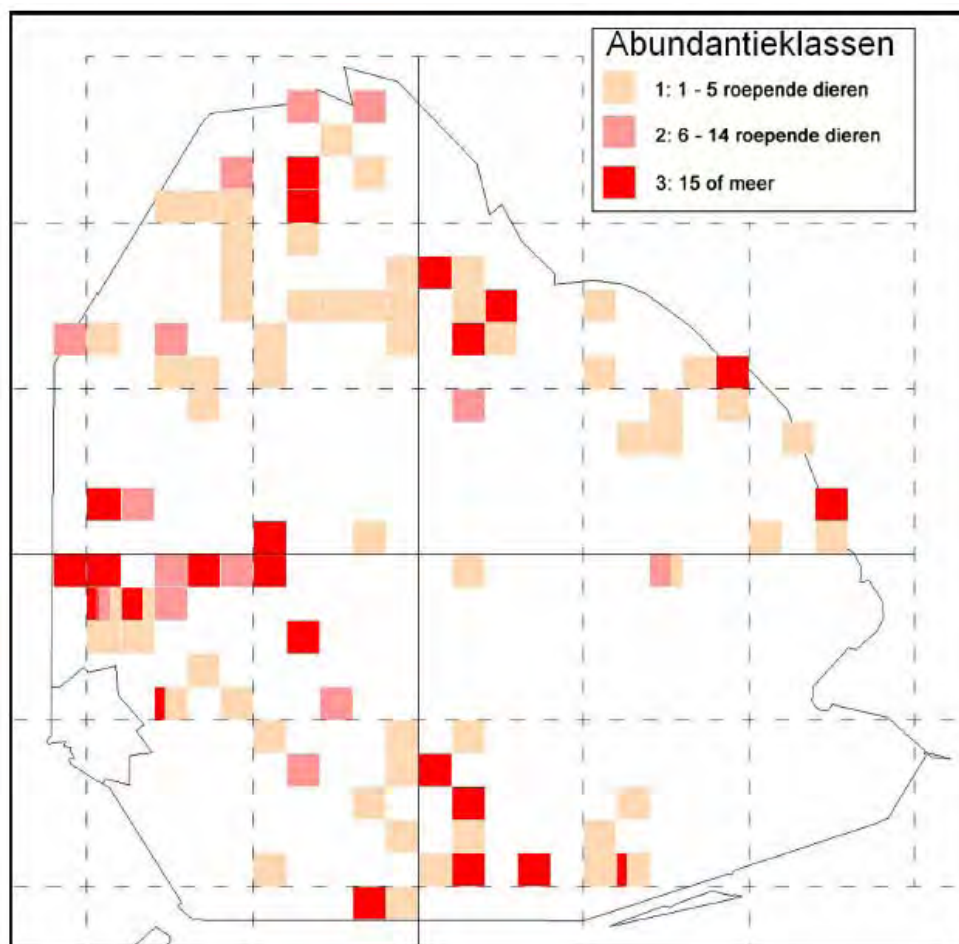 Abundantieklassen
1: 1 - 5 roepende dieren
2: 6 - 14 roepende dieren
3: 15 of meer